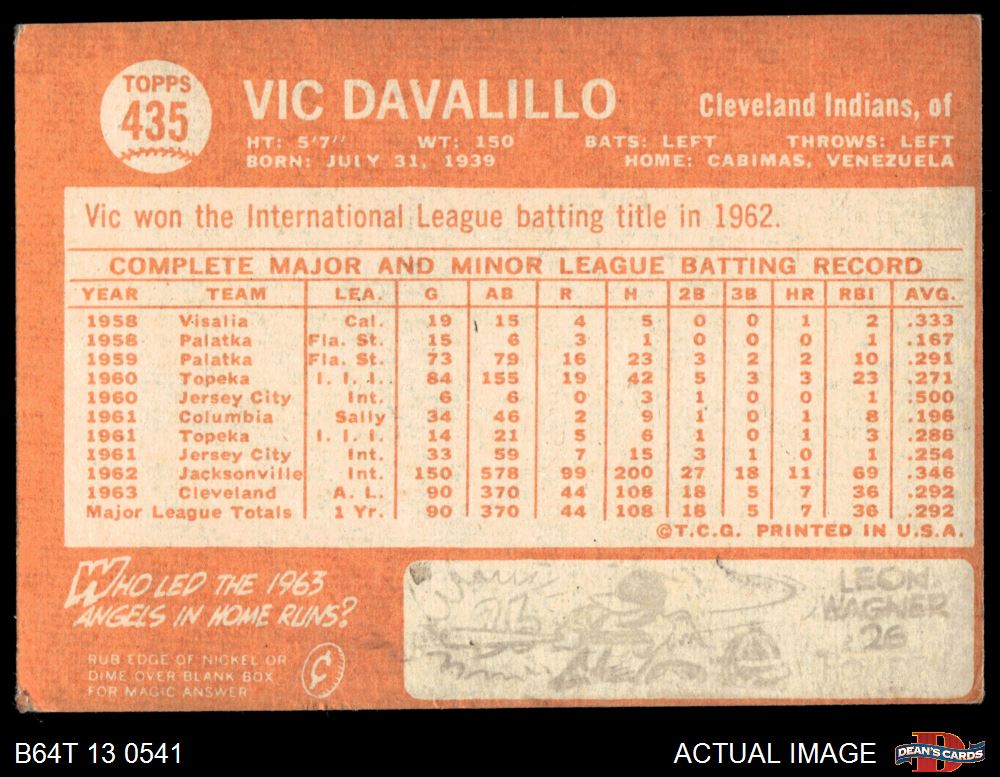 TOPPS
435
VIC DAVALILLO
Cleveland Indians, of
HT: 5'7" WT: 150 BATS: LEFT THROWS: LEFT
BORN: JULY 31, 1939 HOME: CABIMAS, VENEZUELA
Vic won the International League batting title in 1962.
COMPLETE MAJOR AND MINOR LEAGUE BATTING RECORD
YEAR TEAM LEA. G AB R H 2B 3B HR RBI AVG.
1958 Visalia Cal. 19 15 4 5 0 0 1 2 .333
1958 Palatka Fla. St. 15 6 3 1 0 0 0 1 .167
1959 Palatka Fla. St. 73 79 16 23 3 2 2 10 .291
1960 Topeka I. I. I. 84 155 19 42 5 3 3 23 .271
1960 Jersey City Int. 6 6 0 3 1 0 0 1 .500
1961 Columbia Sally 34 46 2 9 1 0 1 8 .196
1961 Topeka I. I. I. 14 21 5 6 1 0 1 3 .286
1961 Jersey City Int. 33 59 7 15 3 1 0 1 .254
1962 Jacksonville Int. 150 578 99 200 27 18 11 69 .346
1963 Cleveland A. L. 90 370 44 108 18 5 7 36 .292
Major League Totals 1 Yr. 90 370 44 108 18 5 7 36 .292
©T.C.G. PRINTED IN U.S.A.
WHO LED THE 1963
ANGELS IN HOME RUNS?
RUB EDGE OF NICKEL OR
DIME OVER BLANK BOX
FOR MAGIC ANSWER
¢
LEON
WAGNER
26
B64T 13 0541
ACTUAL IMAGE
DEAN'S CARDS